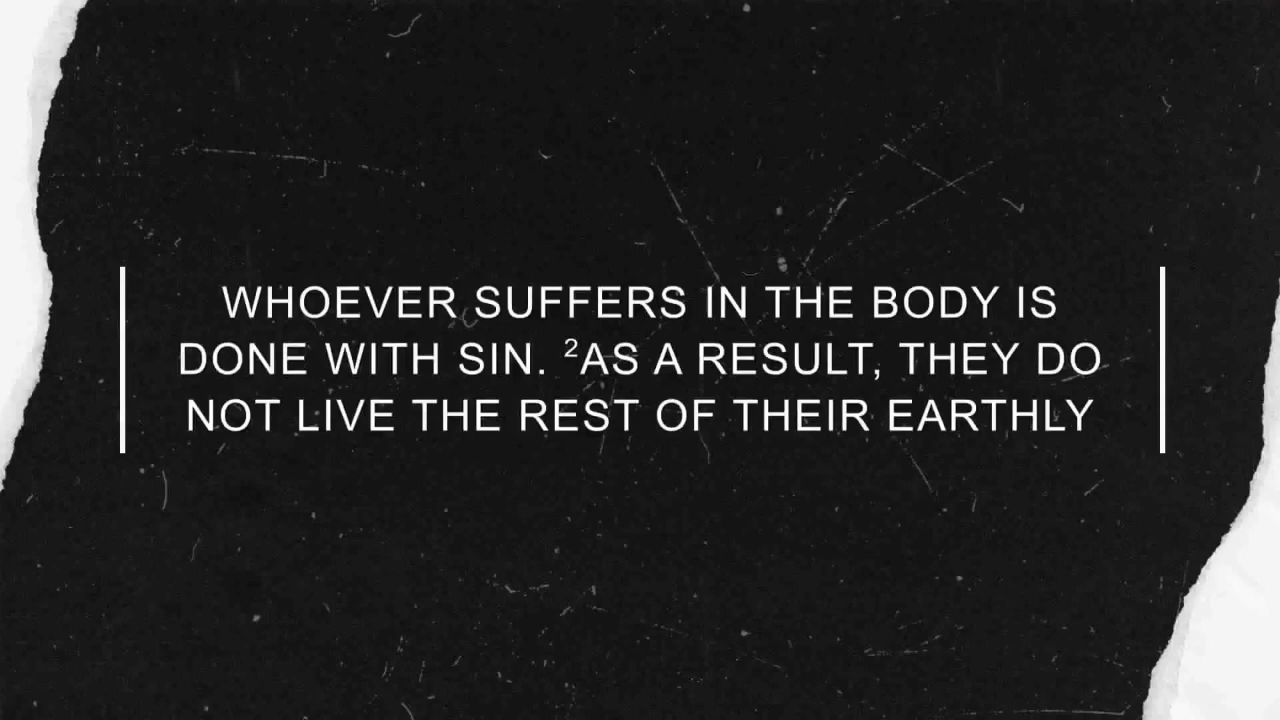 WHOEVER SUFFERS IN THE BODY IS
DONE WITH SIN. ²AS A RESULT, THEY DO
NOT LIVE THE REST OF THEIR EARTHLY